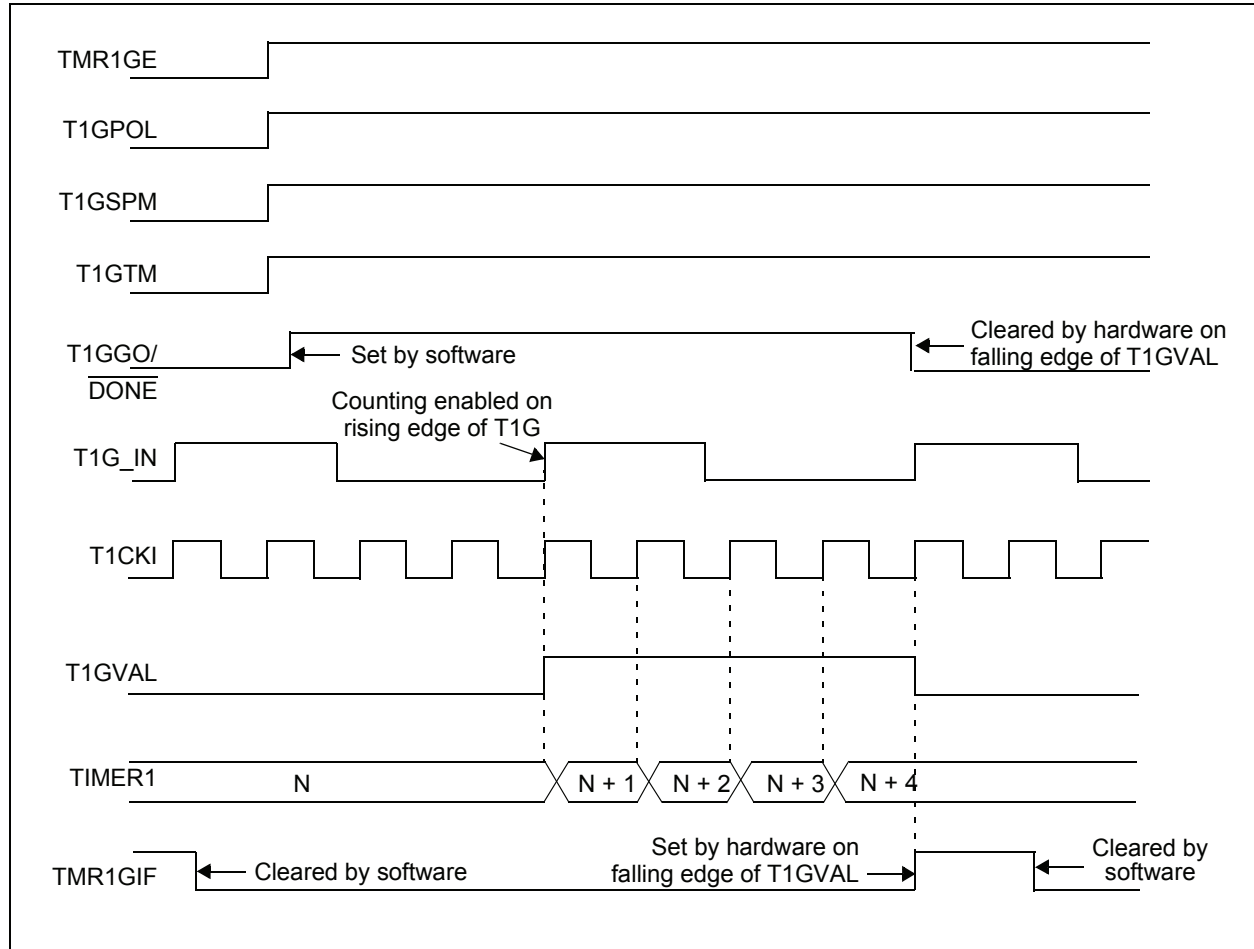 TMR1GE
T1GPOL
T1GSPM
T1GTM
T1GGO/
DONE
Set by software
Cleared by hardware on
falling edge of T1GVAL
Counting enabled on
rising edge of T1G
T1G_IN
T1CKI
T1GVAL
TIMER1
N
N + 1
N + 2
N + 3
N + 4
TMR1GIF
Cleared by software
Set by hardware on
falling edge of T1GVAL
Cleared by
software